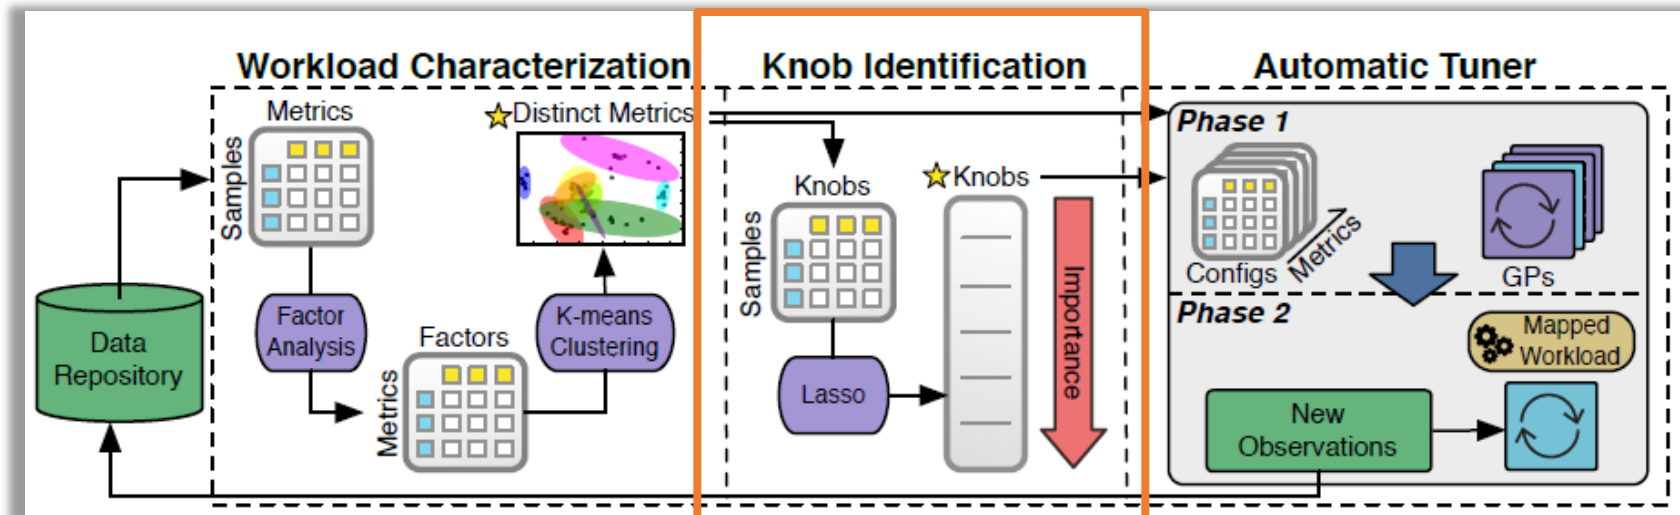 Workload Characterization
Knob Identification
Automatic Tuner
Metrics
Samples
Distinct Metrics
Factor
Analysis
Factors
Metrics
K-means
Clustering
Data
Repository
Knobs
Samples
Lasso
Knobs
Importance
Phase 1
Configs
Metrics
GPs
Phase 2
Mapped
Workload
New
Observations